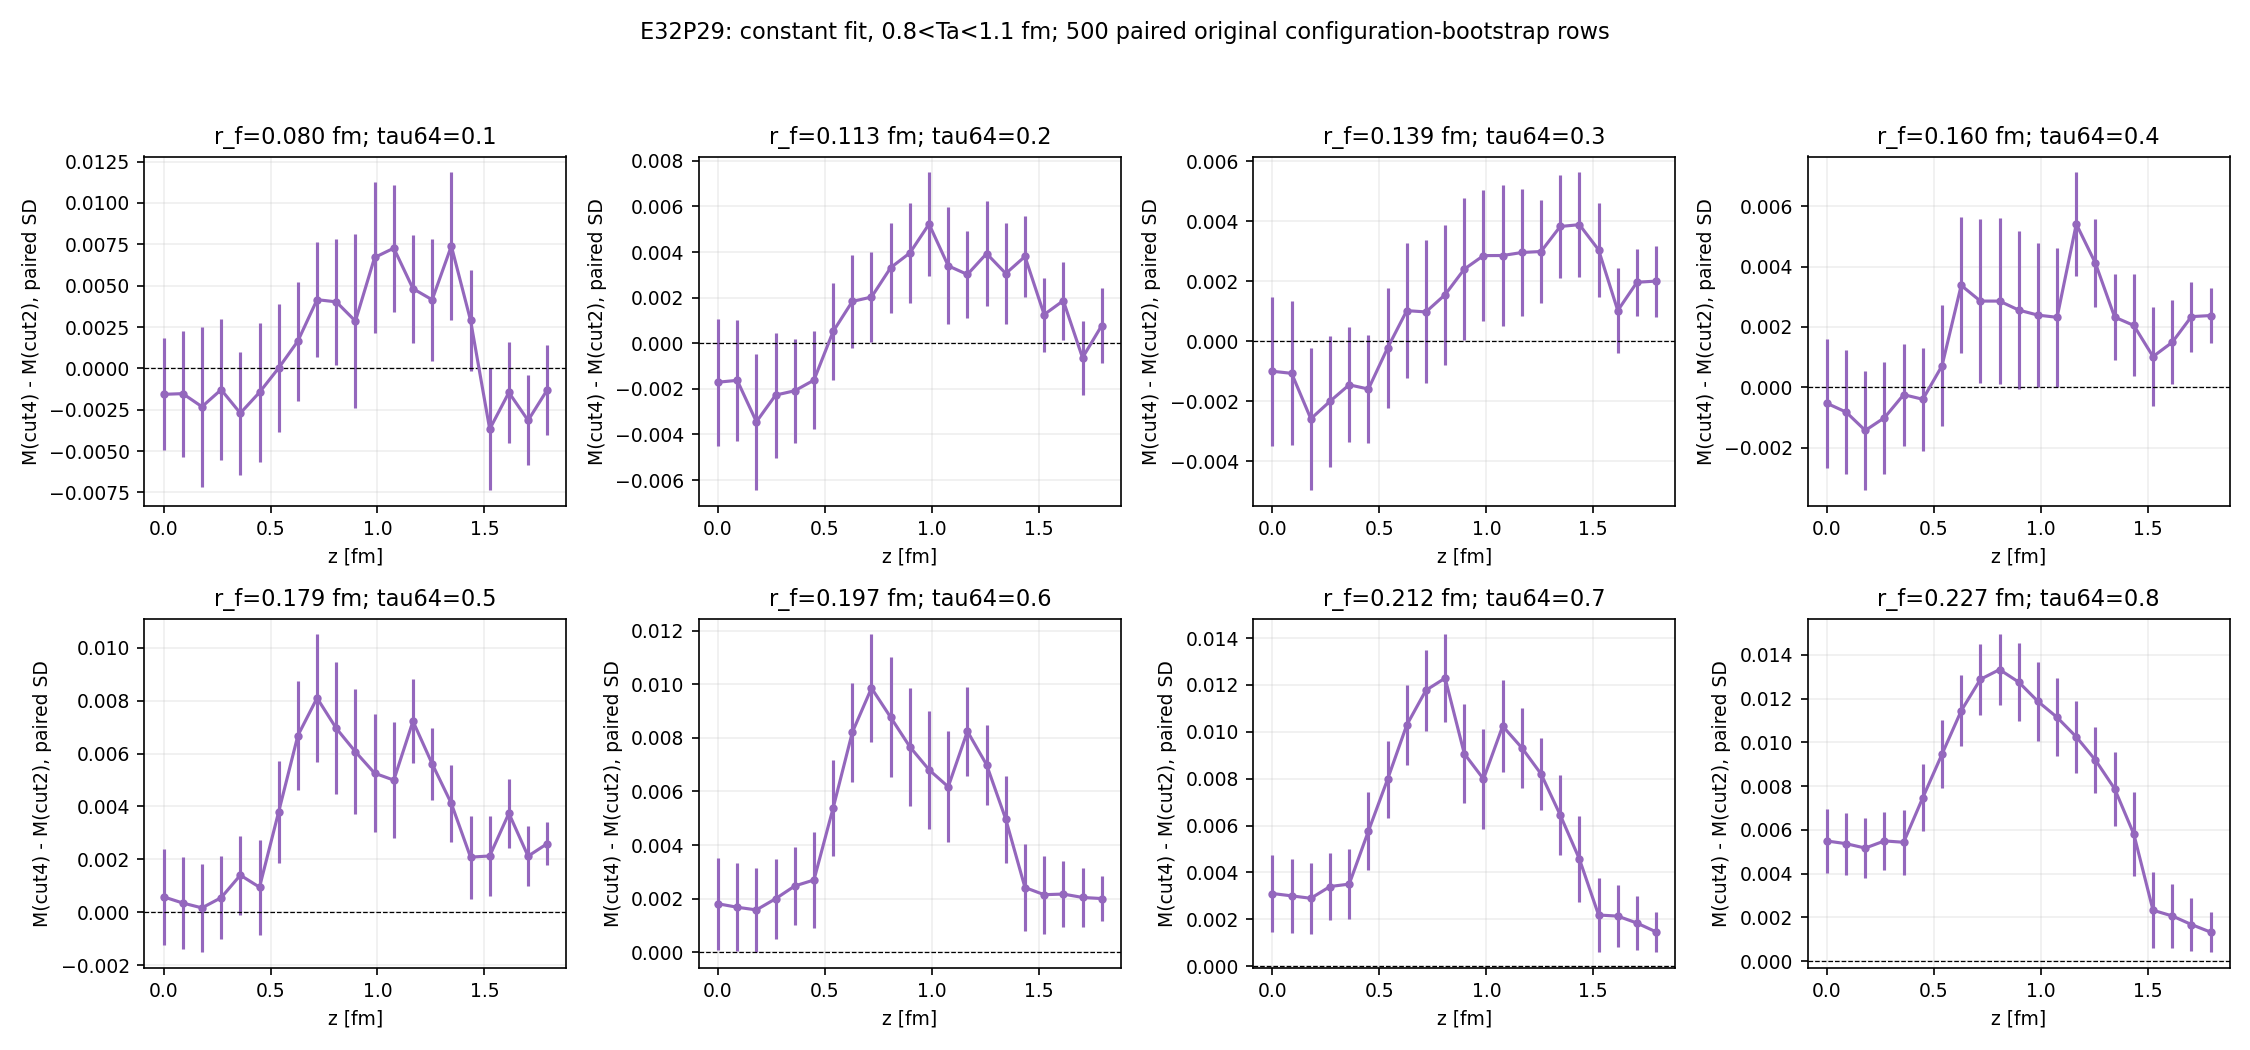 E32P29: constant fit, 0.8<Ta<1.1 fm; 500 paired original configuration-bootstrap rows
r_f=0.080 fm; tau64=0.1
M(cut4) - M(cut2), paired SD
0.0125
0.0100
0.0075
0.0050
0.0025
0.0000
−0.0025
−0.0050
−0.0075
0.0 0.5 1.0 1.5
z [fm]
r_f=0.113 fm; tau64=0.2
M(cut4) - M(cut2), paired SD
0.008
0.006
0.004
0.002
0.000
−0.002
−0.004
−0.006
0.0 0.5 1.0 1.5
z [fm]
r_f=0.139 fm; tau64=0.3
M(cut4) - M(cut2), paired SD
0.006
0.004
0.002
0.000
−0.002
−0.004
0.0 0.5 1.0 1.5
z [fm]
r_f=0.160 fm; tau64=0.4
M(cut4) - M(cut2), paired SD
0.006
0.004
0.002
0.000
−0.002
0.0 0.5 1.0 1.5
z [fm]
r_f=0.179 fm; tau64=0.5
M(cut4) - M(cut2), paired SD
0.010
0.008
0.006
0.004
0.002
0.000
−0.002
0.0 0.5 1.0 1.5
z [fm]
r_f=0.197 fm; tau64=0.6
M(cut4) - M(cut2), paired SD
0.012
0.010
0.008
0.006
0.004
0.002
0.000
0.0 0.5 1.0 1.5
z [fm]
r_f=0.212 fm; tau64=0.7
M(cut4) - M(cut2), paired SD
0.014
0.012
0.010
0.008
0.006
0.004
0.002
0.000
0.0 0.5 1.0 1.5
z [fm]
r_f=0.227 fm; tau64=0.8
M(cut4) - M(cut2), paired SD
0.014
0.012
0.010
0.008
0.006
0.004
0.002
0.000
0.0 0.5 1.0 1.5
z [fm]